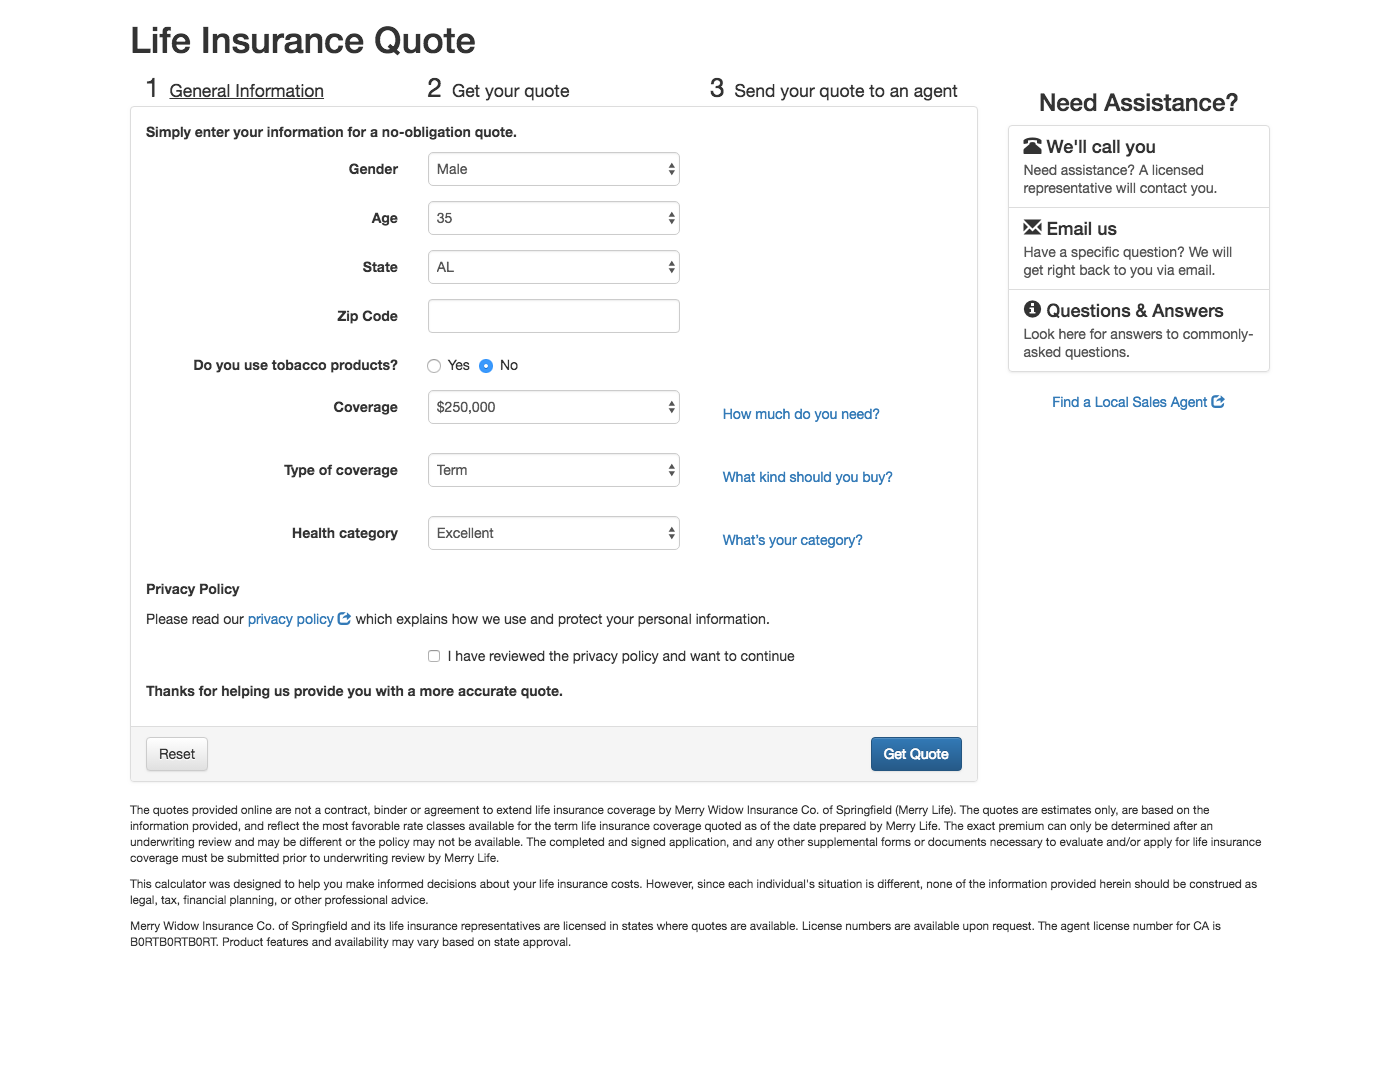 Life Insurance Quote
1 General Information
2 Get your quote
3 Send your quote to an agent
Simply enter your information for a no-obligation quote.
Gender
Male
Age
35
State
AL
Zip Code
Do you use tobacco products?
Yes
No
Coverage
$250,000
How much do you need?
Type of coverage
Term
What kind should you buy?
Health category
Excellent
What's your category?
Privacy Policy
Please read our privacy policy which explains how we use and protect your personal information.
I have reviewed the privacy policy and want to continue
Thanks for helping us provide you with a more accurate quote.
Reset
Get Quote
Need Assistance?
We'll call you
Need assistance? A licensed
representative will contact you.
Email us
Have a specific question? We will
get right back to you via email.
Questions & Answers
Look here for answers to commonly-
asked questions.
Find a Local Sales Agent
The quotes provided online are not a contract, binder or agreement to extend life insurance coverage by Merry Widow Insurance Co. of Springfield (Merry Life). The quotes are estimates only, are based on the
information provided, and reflect the most favorable rate classes available for the term life insurance coverage quoted as of the date prepared by Merry Life. The exact premium can only be determined after an
underwriting review and may be different or the policy may not be available. The completed and signed application, and any other supplemental forms or documents necessary to evaluate and/or apply for life insurance
coverage must be submitted prior to underwriting review by Merry Life.
This calculator was designed to help you make informed decisions about your life insurance costs. However, since each individual's situation is different, none of the information provided herein should be construed as
legal, tax, financial planning, or other professional advice.
Merry Widow Insurance Co. of Springfield and its life insurance representatives are licensed in states where quotes are available. License numbers are available upon request. The agent license number for CA is
B0RTB0RTB0RT. Product features and availability may vary based on state approval.